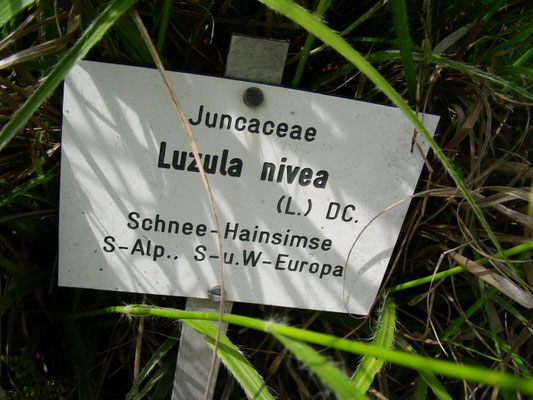 Juncaceae
Luzula nivea
(L.) DC.
Schnee-Hainsimse
S-Alp., S-u.W-Europa